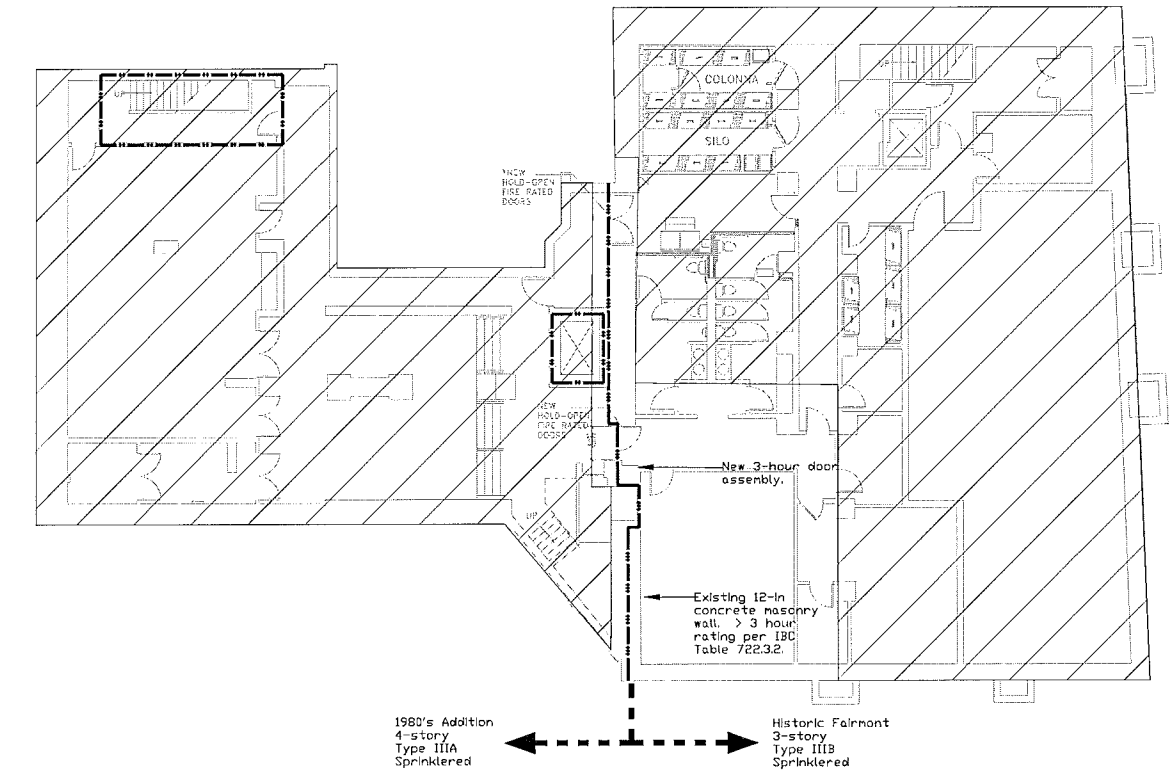 UP
COLONXA
SILO
UP
*NEW
HOLD-OPEN
FIRE RATED
DOORS
NEW
HOLD-OPEN
FIRE RATED
DOORS
UP
New 3-hour door
assembly.
UP
Existing 12-in
concrete masonry
wall. > 3 hour
rating per IBC
Table 722.3.2.
1980's Addition
4-story
Type IIIA
Sprinklered
Historic Fairmont
3-story
Type IIIB
Sprinklered